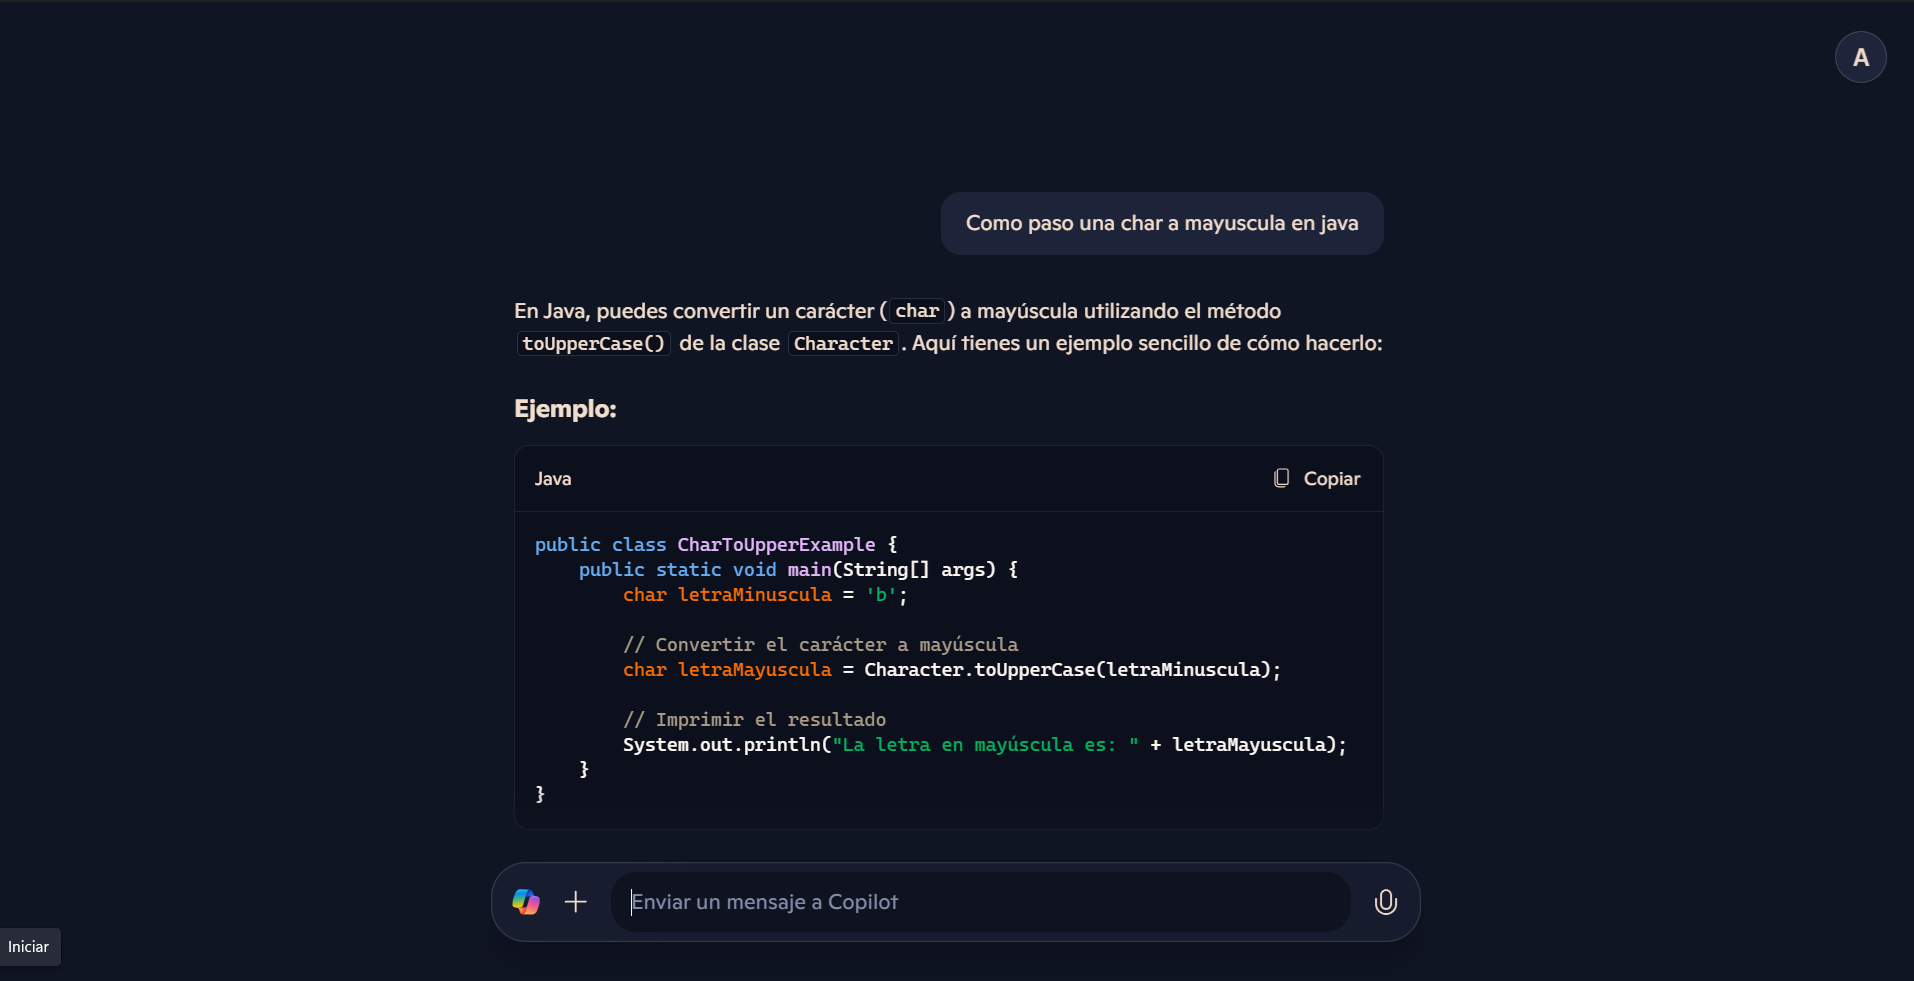 A
Como paso una char a mayuscula en java
En Java, puedes convertir un carácter (char) a mayúscula utilizando el método
toUpperCase() de la clase Character. Aquí tienes un ejemplo sencillo de cómo hacerlo:
Ejemplo:
Java Copiar
public class CharToUpperExample {
    public static void main(String[] args) {
        char letraMinuscula = 'b';

        // Convertir el carácter a mayúscula
        char letraMayuscula = Character.toUpperCase(letraMinuscula);

        // Imprimir el resultado
        System.out.println("La letra en mayúscula es: " + letraMayuscula);
    }
}
Enviar un mensaje a Copilot
Iniciar